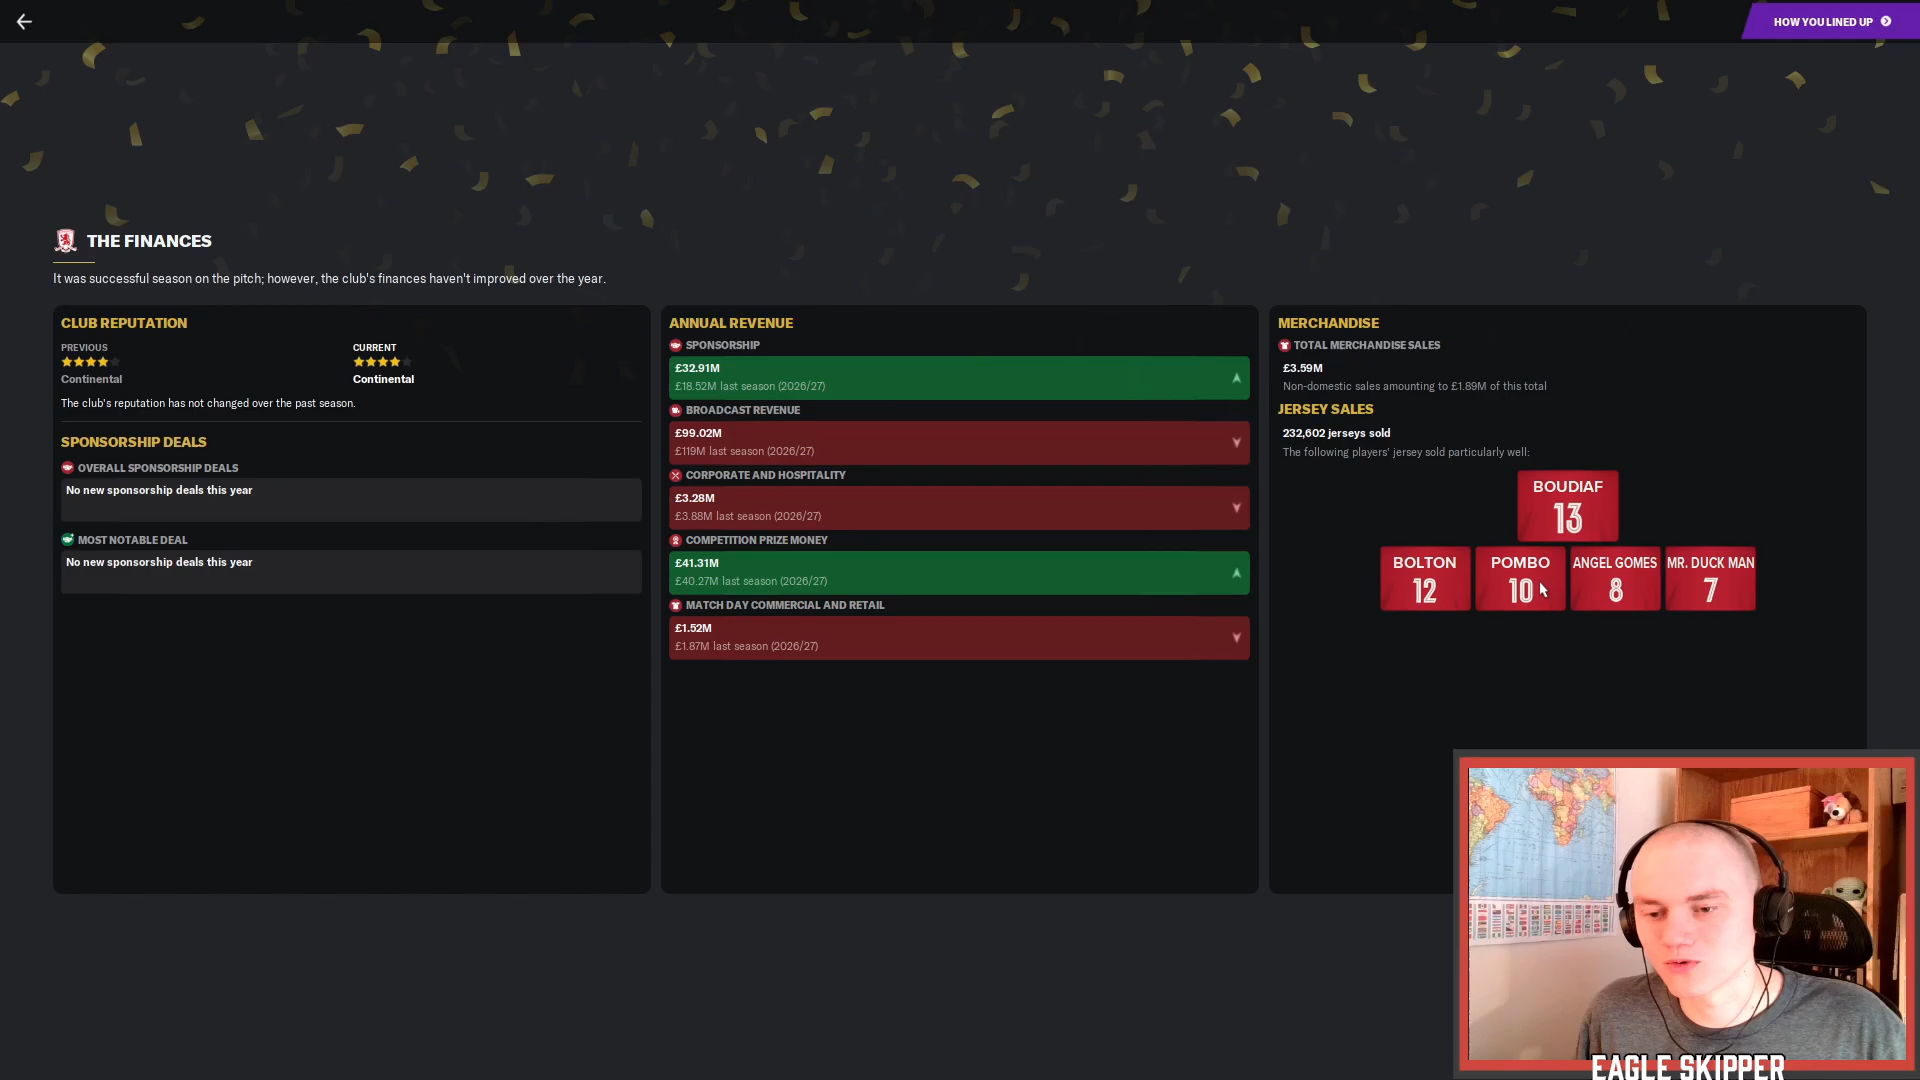 HOW YOU LINED UP
THE FINANCES
It was successful season on the pitch; however, the club's finances haven't improved over the year.
CLUB REPUTATION
PREVIOUS
Continental
CURRENT
Continental
The club's reputation has not changed over the past season.
SPONSORSHIP DEALS
OVERALL SPONSORSHIP DEALS
No new sponsorship deals this year
MOST NOTABLE DEAL
No new sponsorship deals this year
ANNUAL REVENUE
SPONSORSHIP
£32.91M
£18.52M last season (2026/27)
BROADCAST REVENUE
£99.02M
£119M last season (2026/27)
CORPORATE AND HOSPITALITY
£3.28M
£3.88M last season (2026/27)
COMPETITION PRIZE MONEY
£41.31M
£40.27M last season (2026/27)
MATCH DAY COMMERCIAL AND RETAIL
£1.52M
£1.87M last season (2026/27)
MERCHANDISE
TOTAL MERCHANDISE SALES
£3.59M
Non-domestic sales amounting to £1.89M of this total
JERSEY SALES
232,602 jerseys sold
The following players' jersey sold particularly well:
BOUDIAF
13
BOLTON
12
POMBO
10
ANGEL GOMES
8
MR. DUCK MAN
7
EAGLE SKIPPER